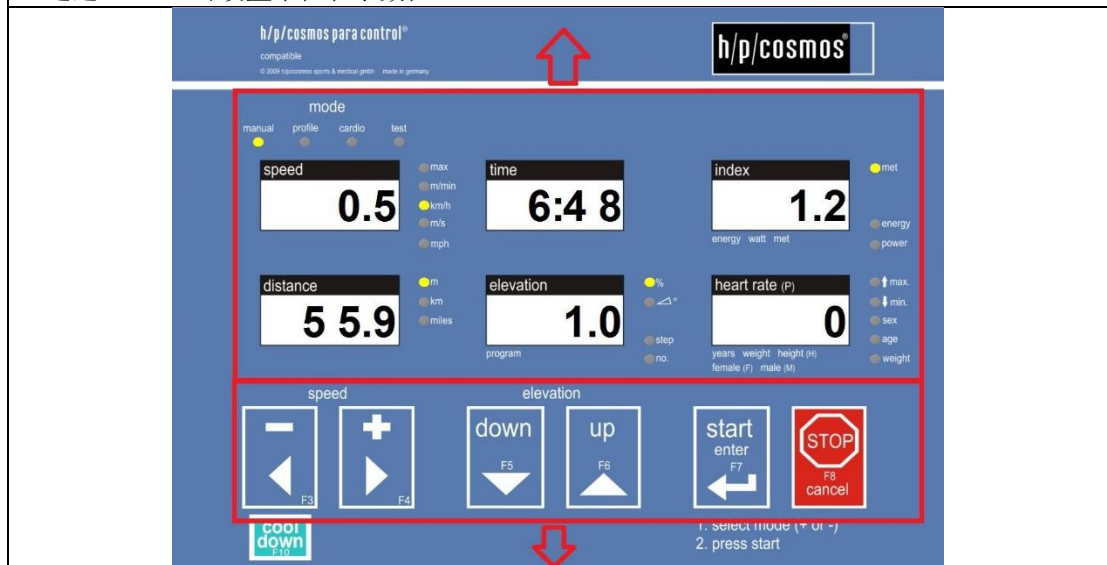 h/p/cosmos para control®
compatible
© 2009 h/p/cosmos sports & medical gmbh made in germany
h/p/cosmos®
mode
manual profile cardio test
speed
0.5
max
m/min
km/h
m/s
mph
time
6:4 8
index
1.2
energy watt met
met
energy
power
distance
5 5.9
m
km
miles
elevation
1.0
program
%
°
step
no.
heart rate (P)
0
years weight height (H)
female (F) male (M)
max.
min.
sex
age
weight
speed
elevation
F3
F4
down
F5
up
F6
start
enter
F7
STOP
F8
cancel
cool
down
F10
1. select mode (+ or -)
2. press start